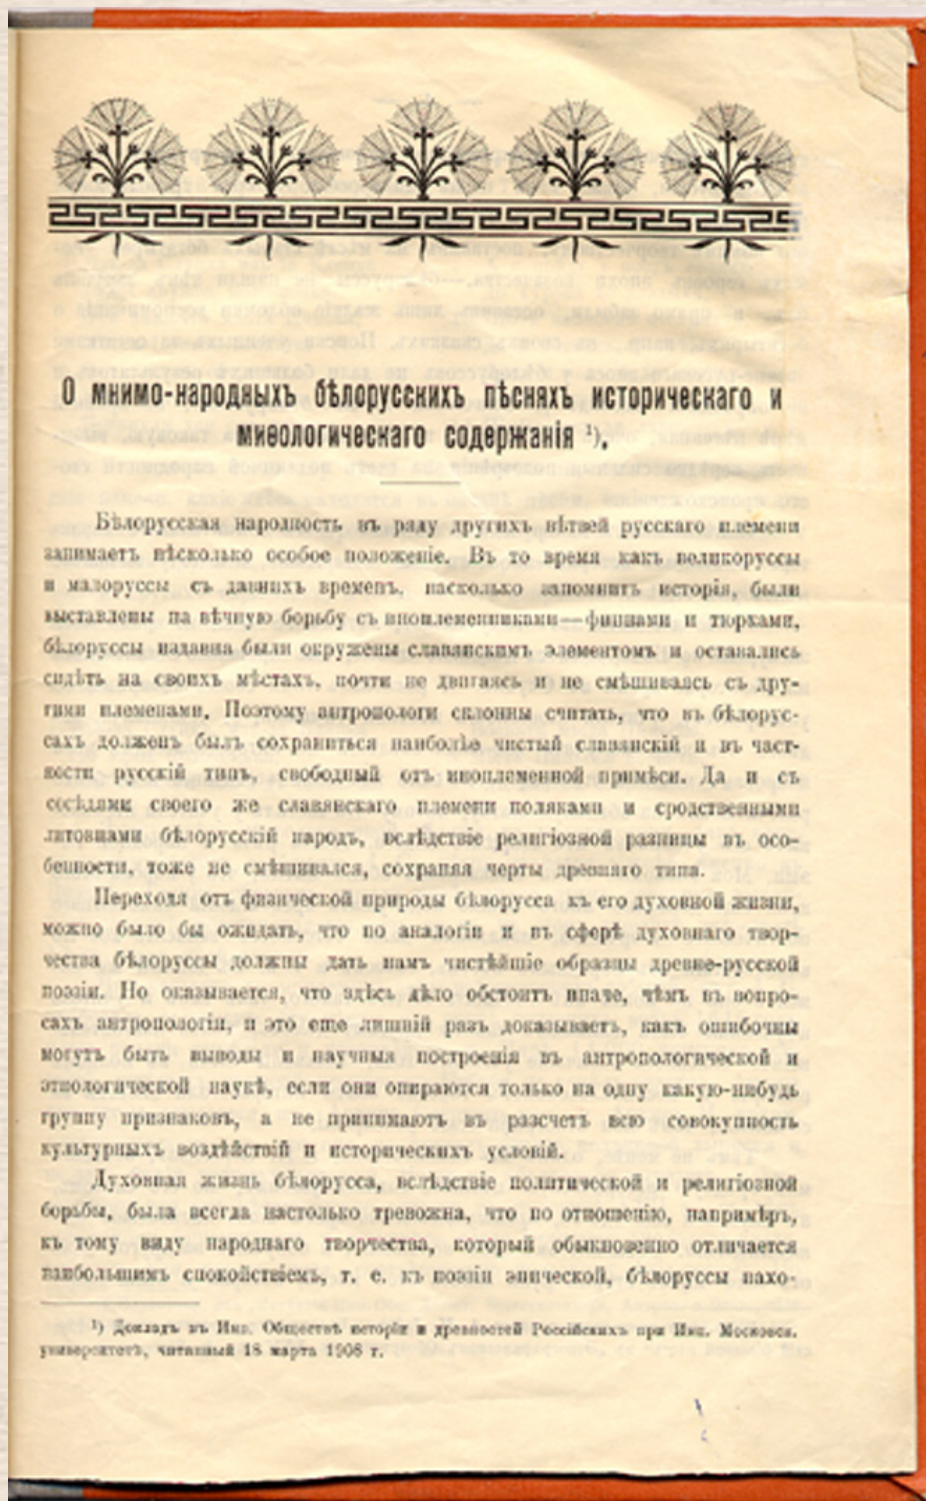 О мнимо-народныхъ бѣлорусскихъ пѣсняхъ историческаго и
миѳологическаго содержанія ¹).
Бѣлорусская народность въ ряду другихъ вѣтвей русскаго племени
занимаетъ нѣсколько особое положеніе. Въ то время какъ великоруссы
и малоруссы съ давнихъ временъ, насколько запомнитъ исторія, были
выставлены на вѣчную борьбу съ иноплеменниками—финнами и тюрками,
бѣлоруссы издавна были окружены славянскимъ элементомъ и оставались
сидѣть на своихъ мѣстахъ, почти не двигаясь и не смѣшиваясь съ дру-
гими племенами. Поэтому антропологи склонны считать, что въ бѣлорус-
сахъ долженъ былъ сохраниться наиболѣе чистый славянскій и въ част-
ности русскій типъ, свободный отъ иноплеменной примѣси. Да и съ
сосѣдями своего же славянскаго племени поляками и сродственными
литовцами бѣлорусскій народъ, вслѣдствіе религіозной разницы въ осо-
бенности, тоже не смѣшивался, сохраняя черты древняго типа.
Переходя отъ физической природы бѣлорусса къ его духовной жизни,
можно было бы ожидать, что по аналогіи и въ сферѣ духовнаго твор-
чества бѣлоруссы должны дать намъ чистѣйшіе образцы древне-русской
поэзіи. Но оказывается, что здѣсь дѣло обстоитъ иначе, чѣмъ въ вопро-
сахъ антропологіи, и это еще лишній разъ доказываетъ, какъ ошибочны
могутъ быть выводы и научныя построенія въ антропологической и
этнологической наукѣ, если они опираются только на одну какую-нибудь
группу признаковъ, а не принимаютъ въ разсчетъ всю совокупность
культурныхъ воздѣйствій и историческихъ условій.
Духовная жизнь бѣлорусса, вслѣдствіе политической и религіозной
борьбы, была всегда настолько тревожна, что по отношенію, напримѣръ,
къ тому виду народнаго творчества, который обыкновенно отличается
наибольшимъ спокойствіемъ, т. е. къ поэзіи эпической, бѣлоруссы нахо-
¹) Докладъ въ Имп. Обществѣ исторіи и древностей Россійскихъ при Имп. Московск.
университетѣ, читанный 18 марта 1908 г.